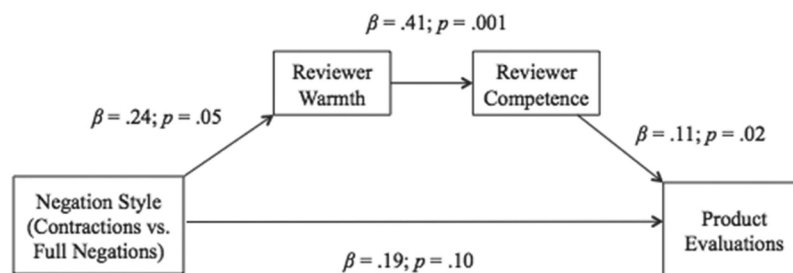 β = .41; p = .001
Reviewer
Warmth
Reviewer
Competence
β = .24; p = .05
β = .11; p = .02
Negation Style
(Contractions vs.
Full Negations)
Product
Evaluations
β = .19; p = .10